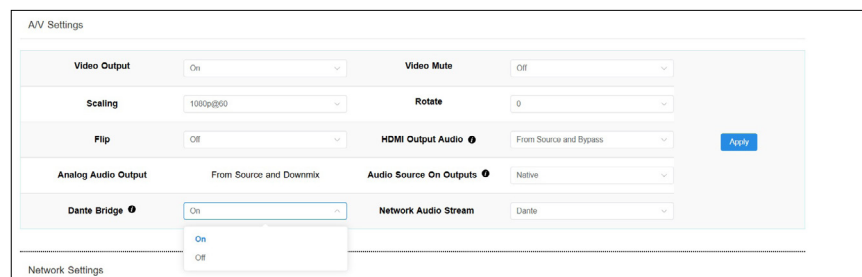 A/V Settings
Video Output On Video Mute Off
Scaling 1080p@60 Rotate 0
Flip Off HDMI Output Audio From Source and Bypass Apply
Analog Audio Output From Source and Downmix Audio Source On Outputs Native
Dante Bridge On Network Audio Stream Dante
On
Off
Network Settings